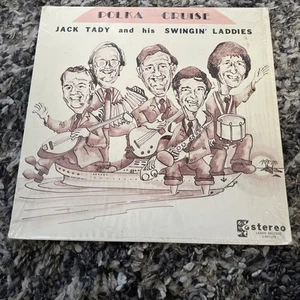 POLKA CRUISE
JACK TADY and his SWINGIN' LADDIES
stereo